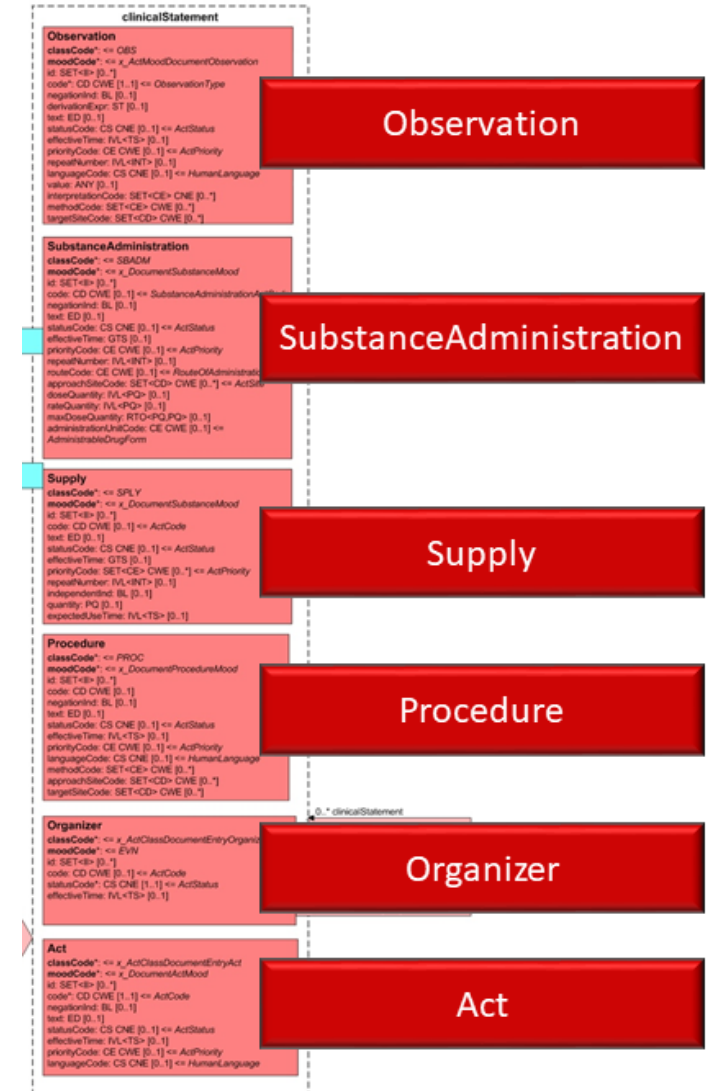 clinicalStatement
Observation
classCode*: <= OBS
moodCode*: <= x_ActMoodDocumentObservation
id: SET<II> [0..*]
code*: CD CWE [1..1] <= ObservationType
negationInd: BL [0..1]
derivationExpr: ST [0..1]
text: ED [0..1]
statusCode: CS CNE [0..1] <= ActStatus
effectiveTime: IVL<TS> [0..1]
priorityCode: CE CWE [0..1] <= ActPriority
repeatNumber: IVL<INT> [0..1]
languageCode: CS CNE [0..1] <= HumanLanguage
value: ANY [0..1]
interpretationCode: SET<CE> CNE [0..*]
methodCode: SET<CE> CWE [0..*]
targetSiteCode: SET<CD> CWE [0..*]
Observation
SubstanceAdministration
classCode*: <= SBADM
moodCode*: <= x_DocumentSubstanceMood
id: SET<II> [0..*]
code: CD CWE [0..1] <=
negationInd: BL [0..1]
text: ED [0..1]
statusCode: CS CNE [0..1] <= ActStatus
effectiveTime: GTS [0..1]
priorityCode: CE CWE [0..1] <= ActPriority
repeatNumber: IVL<INT> [0..1]
routeCode: CE CWE [0..1] <=
approachSiteCode: SET<CD> CWE [0..*] <=
doseQuantity: IVL<PQ> [0..1]
rateQuantity: IVL<PQ> [0..1]
maxDoseQuantity: RTO<PQ,PQ> [0..1]
administrationUnitCode: CE CWE [0..1] <=
AdministrableDrugForm
SubstanceAdministration
Supply
classCode*: <= SPLY
moodCode*: <= x_DocumentSubstanceMood
id: SET<II> [0..*]
code: CD CWE [0..1] <= ActCode
text: ED [0..1]
statusCode: CS CNE [0..1] <= ActStatus
effectiveTime: GTS [0..1]
priorityCode: SET<CE> CWE [0..*] <= ActPriority
repeatNumber: IVL<INT> [0..1]
independentInd: BL [0..1]
quantity: PQ [0..1]
expectedUseTime: IVL<TS> [0..1]
Supply
Procedure
classCode*: <= PROC
moodCode*: <= x_DocumentProcedureMood
id: SET<II> [0..*]
code: CD CWE [0..1]
negationInd: BL [0..1]
text: ED [0..1]
statusCode: CS CNE [0..1] <= ActStatus
effectiveTime: IVL<TS> [0..1]
priorityCode: CE CWE [0..1] <= ActPriority
languageCode: CS CNE [0..1] <= HumanLanguage
methodCode: SET<CE> CWE [0..*]
approachSiteCode: SET<CD> CWE [0..*]
targetSiteCode: SET<CD> CWE [0..*]
Procedure
0..* clinicalStatement
Organizer
classCode*: <=
moodCode*: <= EVN
id: SET<II> [0..*]
code: CD CWE [0..1] <= ActCode
statusCode*: CS CNE [1..1] <= ActStatus
effectiveTime: IVL<TS> [0..1]
Organizer
Act
classCode*: <= x_ActClassDocumentEntryAct
moodCode*: <= x_DocumentActMood
id: SET<II> [0..*]
code*: CD CWE [1..1] <= ActCode
negationInd: BL [0..1]
text: ED [0..1]
statusCode: CS CNE [0..1] <= ActStatus
effectiveTime: IVL<TS> [0..1]
priorityCode: CE CWE [0..1] <= ActPriority
languageCode: CS CNE [0..1] <= HumanLanguage
Act